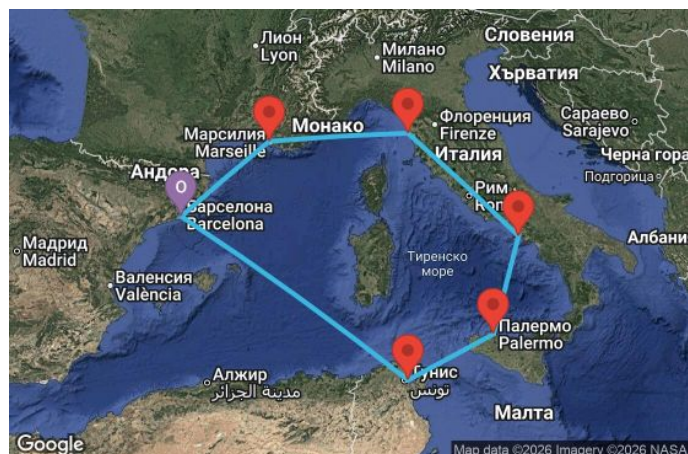 Лион
Lyon
Милано
Milano
Словения
Хърватия
Марсилия
Marseille
Монако
Флоренция
Firenze
Сараево
Sarajevo
Италия
Черна гора
Подгорица
Андора
O
Барселона
Barcelona
Рим
Мадрид
Madrid
Тиренско
море
Валенсия
València
Палермо
Palermo
Алжир
مدينة الجزائر
Тунис
تونس
Малта
Google
Map data ©2026 Imagery ©2026 NASA